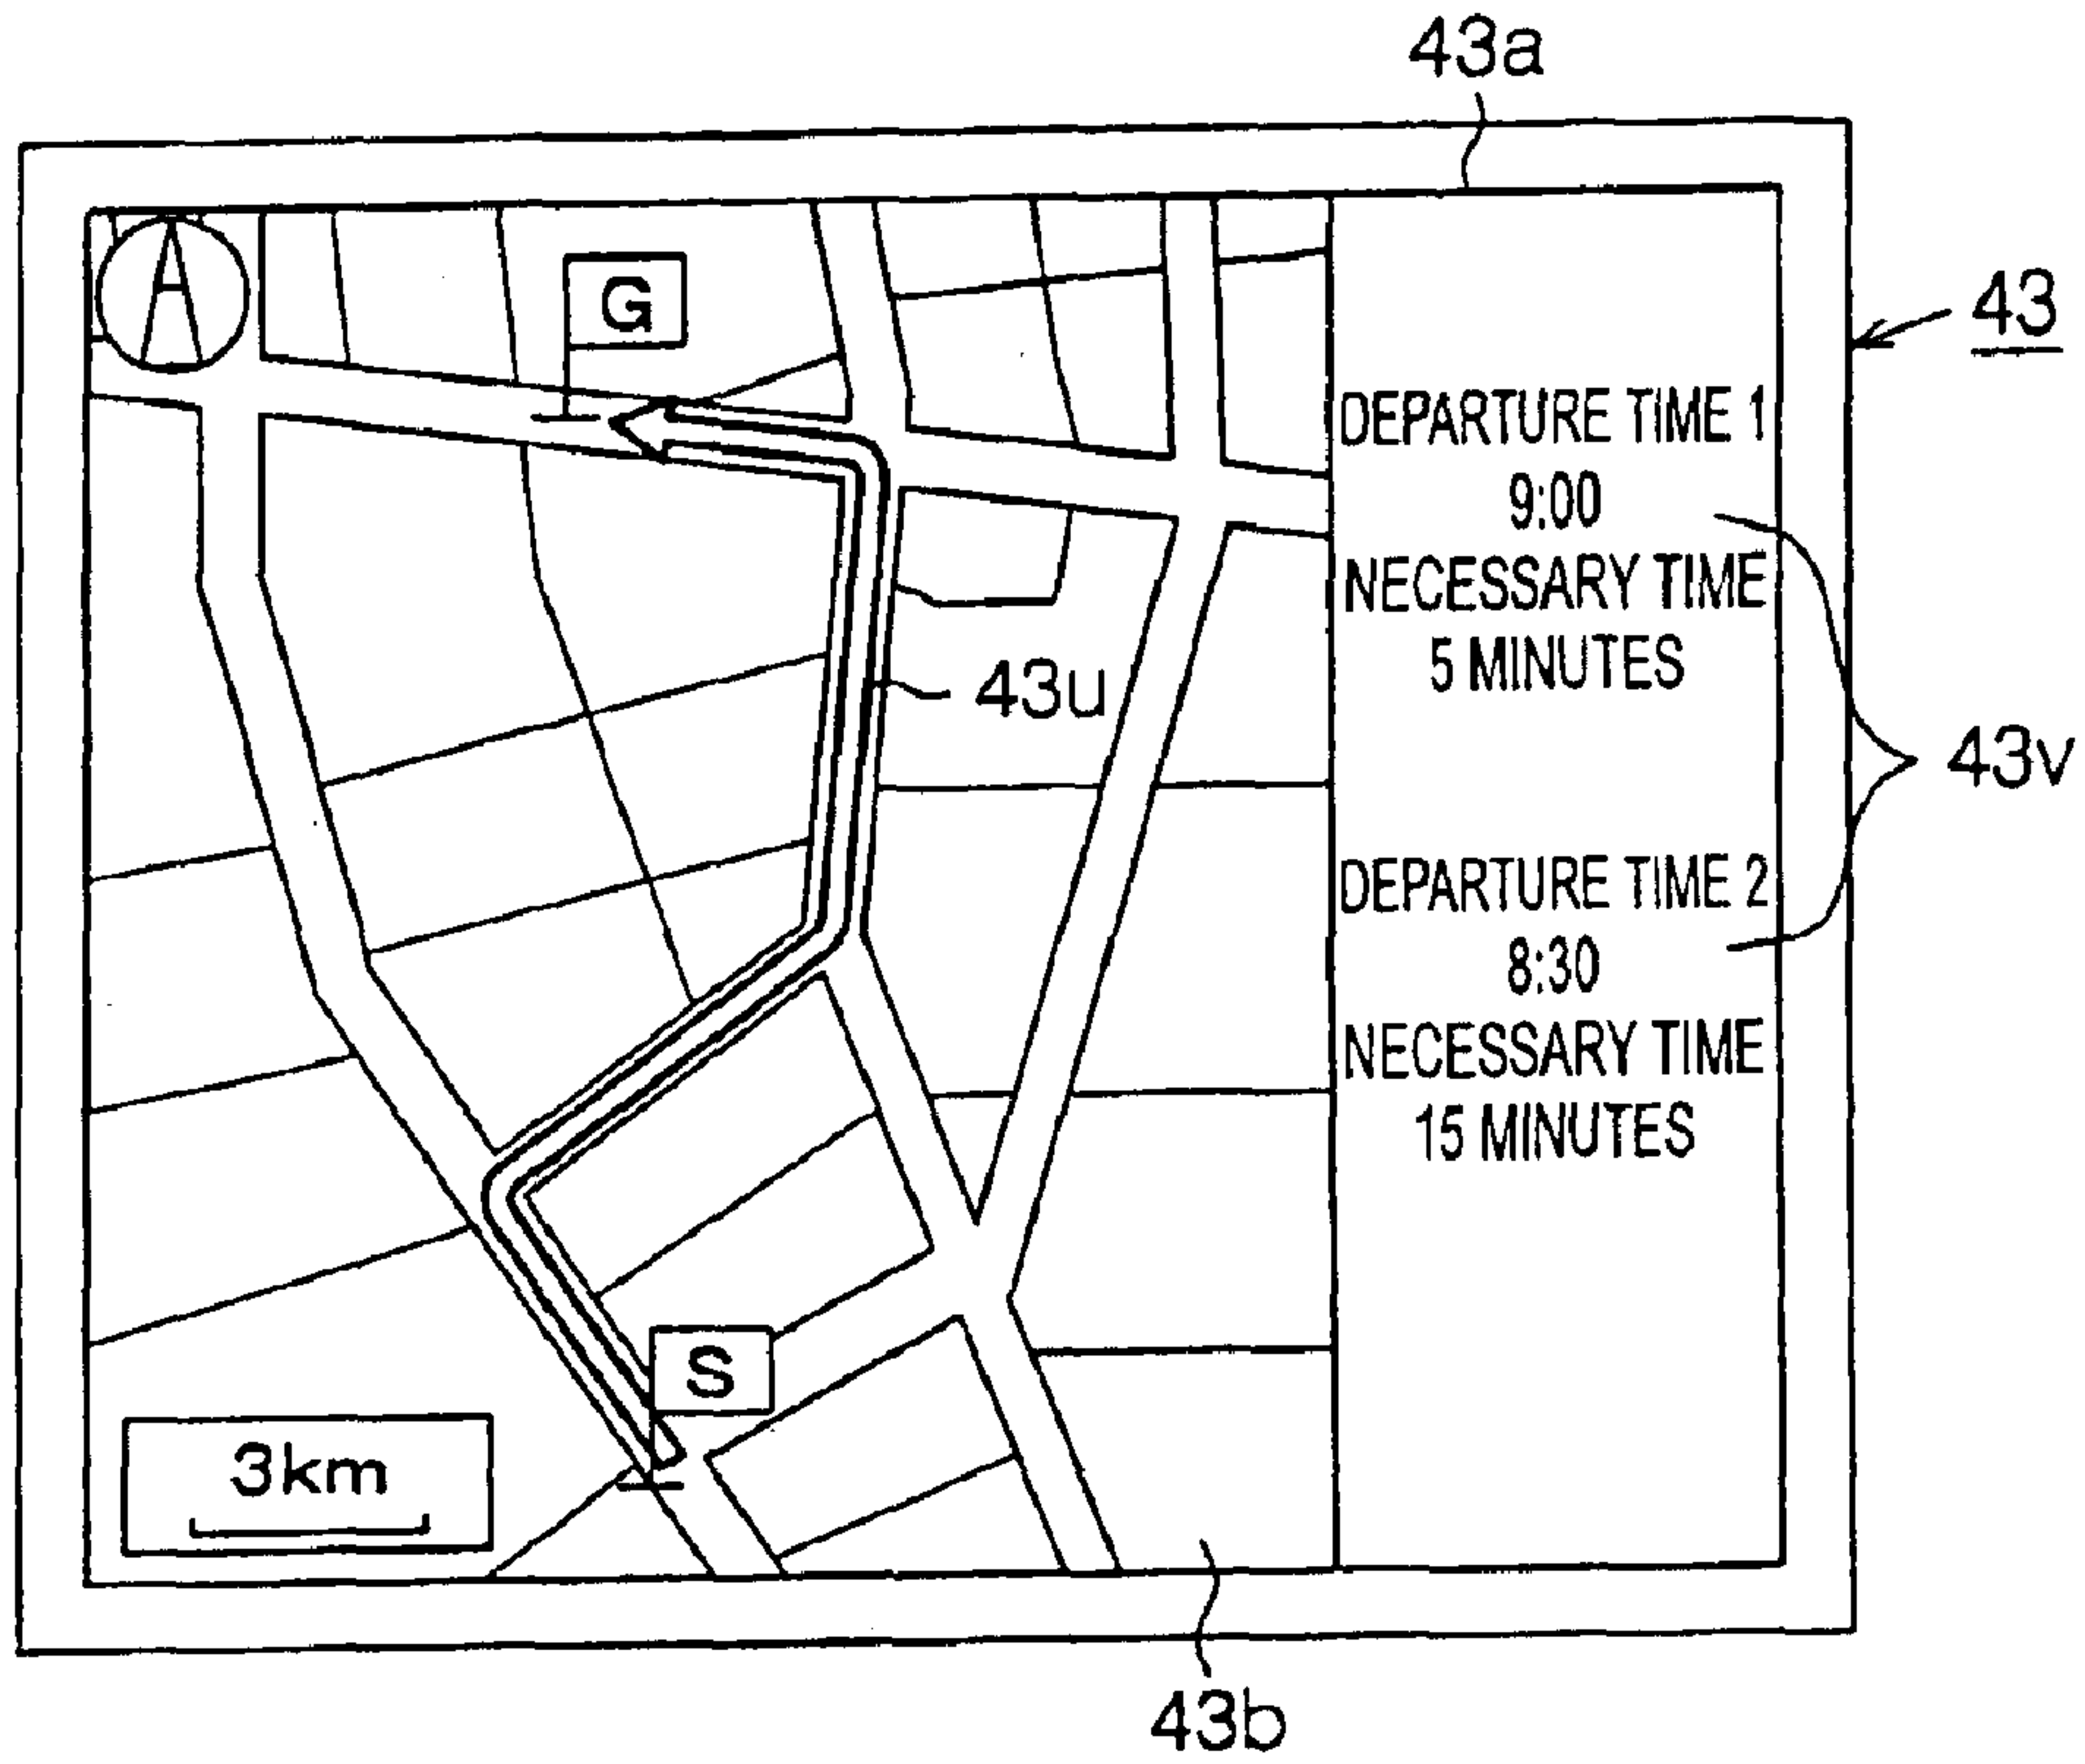 43a
G
43
DEPARTURE TIME 1
9:00
NECESSARY TIME
5 MINUTES
43u
43v
DEPARTURE TIME 2
8:30
NECESSARY TIME
15 MINUTES
S
3km
43b